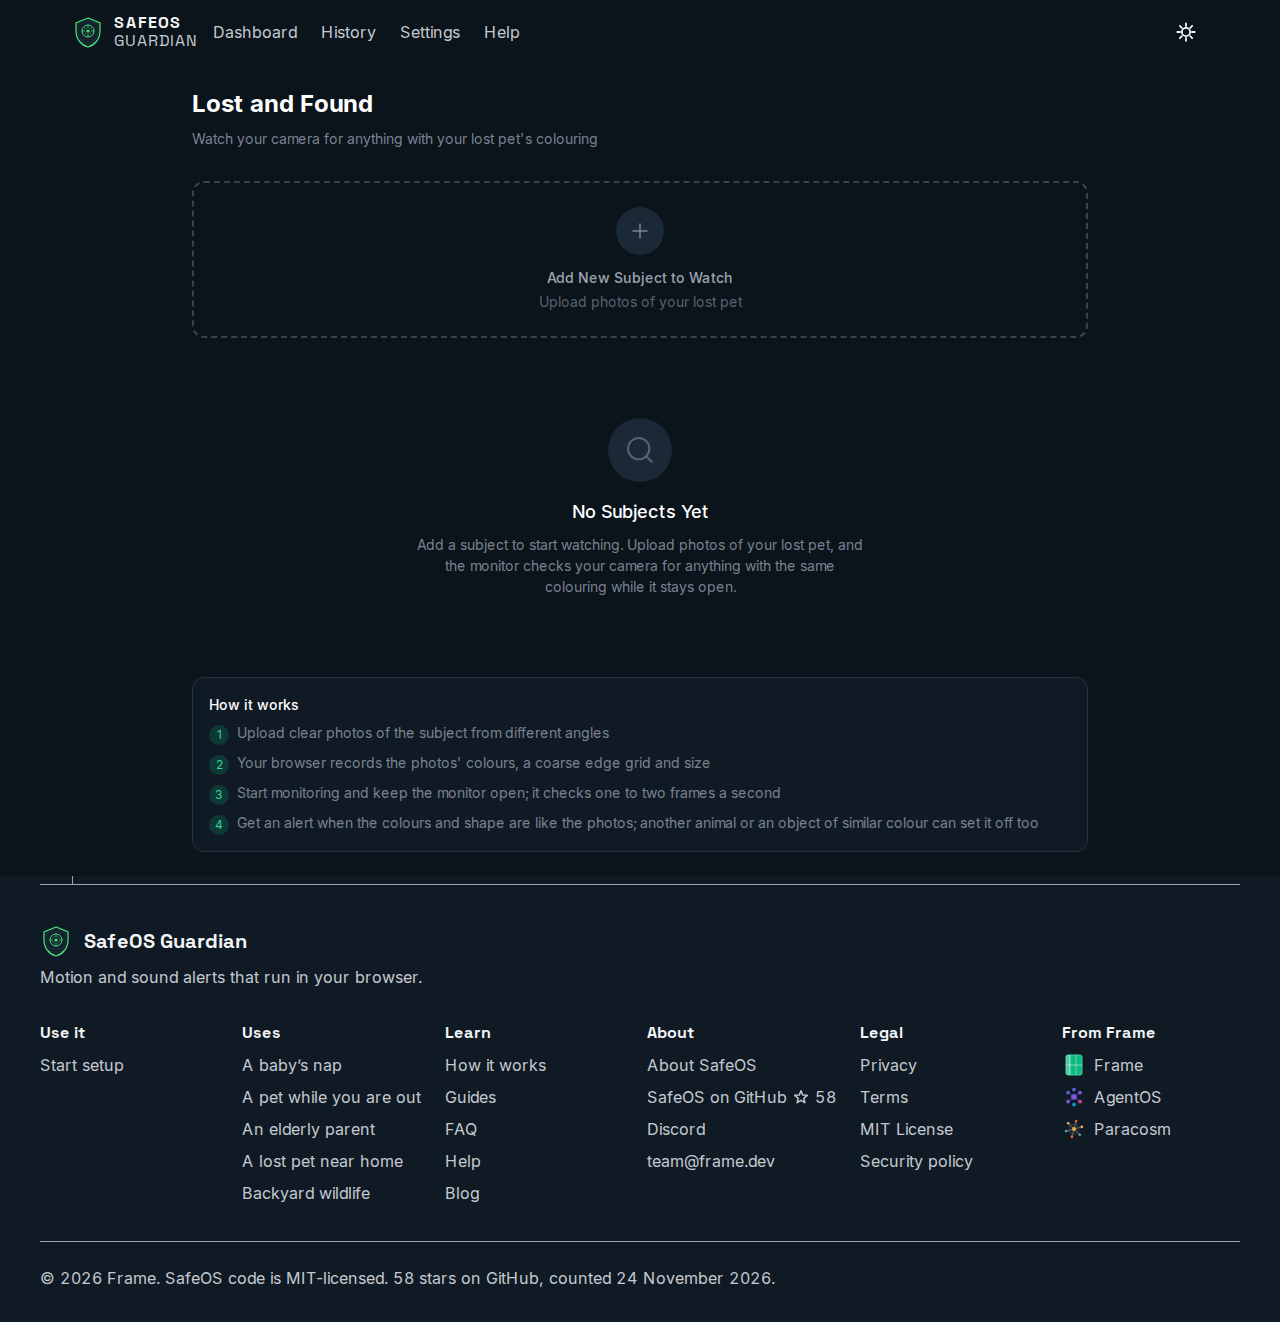 SAFEOS
GUARDIAN
Dashboard
History
Settings
Help
Lost and Found
Watch your camera for anything with your lost pet's colouring
Add New Subject to Watch
Upload photos of your lost pet
No Subjects Yet
Add a subject to start watching. Upload photos of your lost pet, and
the monitor checks your camera for anything with the same
colouring while it stays open.
How it works
1 Upload clear photos of the subject from different angles
2 Your browser records the photos' colours, a coarse edge grid and size
3 Start monitoring and keep the monitor open; it checks one to two frames a second
4 Get an alert when the colours and shape are like the photos; another animal or an object of similar colour can set it off too
SafeOS Guardian
Motion and sound alerts that run in your browser.
Use it
Start setup
Uses
A baby’s nap
A pet while you are out
An elderly parent
A lost pet near home
Backyard wildlife
Learn
How it works
Guides
FAQ
Help
Blog
About
About SafeOS
SafeOS on GitHub ☆ 58
Discord
team@frame.dev
Legal
Privacy
Terms
MIT License
Security policy
From Frame
Frame
AgentOS
Paracosm
© 2026 Frame. SafeOS code is MIT-licensed. 58 stars on GitHub, counted 24 November 2026.